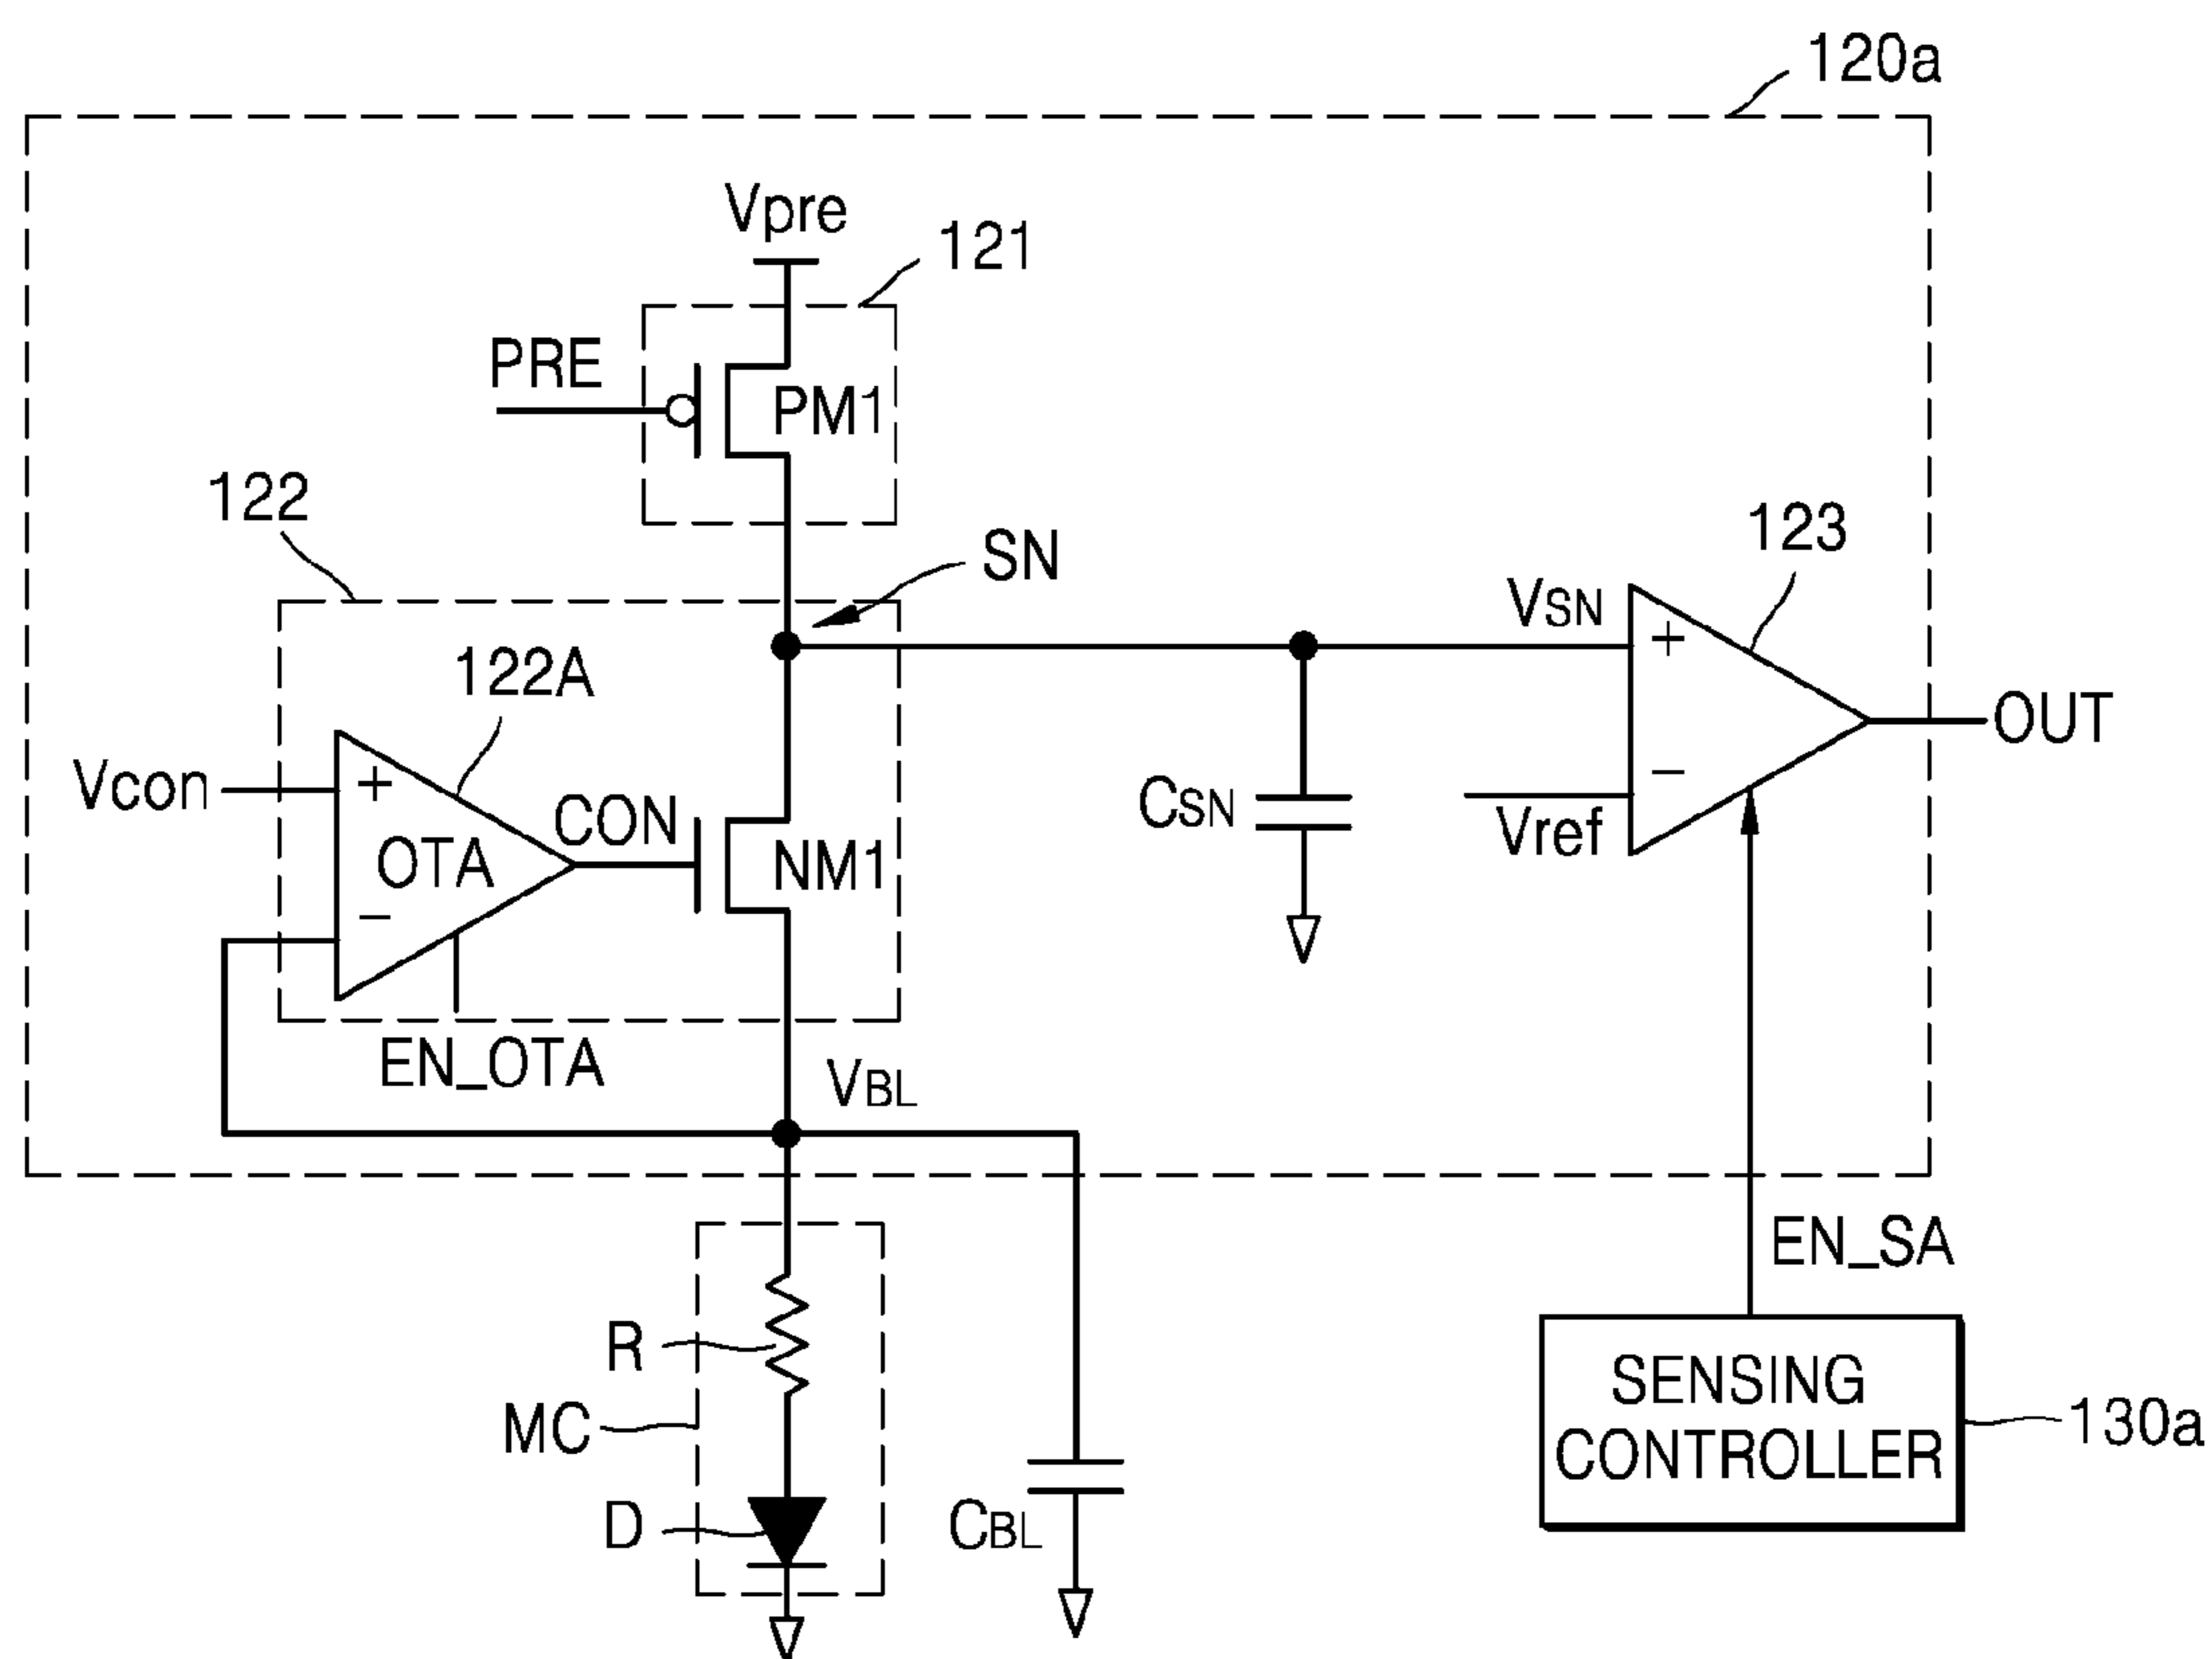 120a
Vpre
121
PRE
PM1
122
SN
123
VSN
122A
Vcon
+
OTA
−
CON
NM1
CSN
+
−
Vref
OUT
EN_OTA
VBL
EN_SA
R
MC
D
CBL
SENSING
CONTROLLER
130a